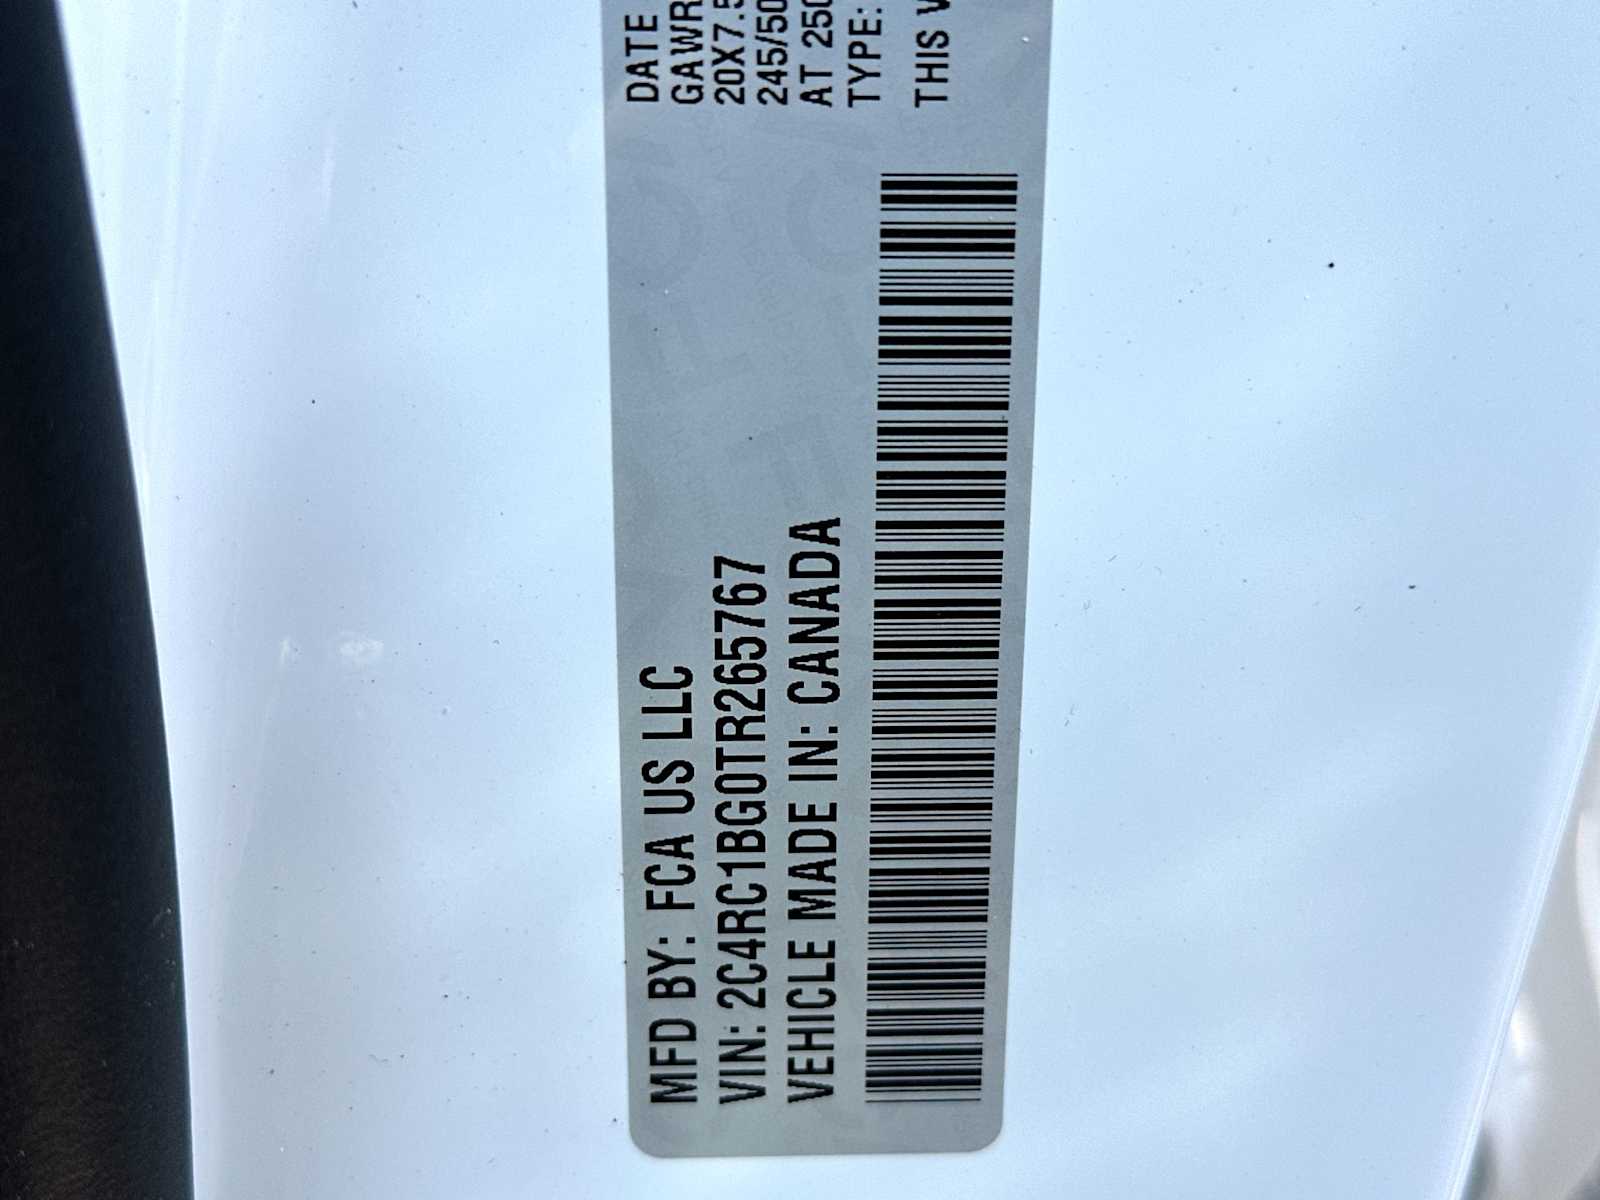 MFD BY: FCA US LLC
VIN: 2C4RC1BG0TR265767
VEHICLE MADE IN: CANADA
DATE
GAWR
20X7.5
245/50
AT 250
TYPE:
THIS V